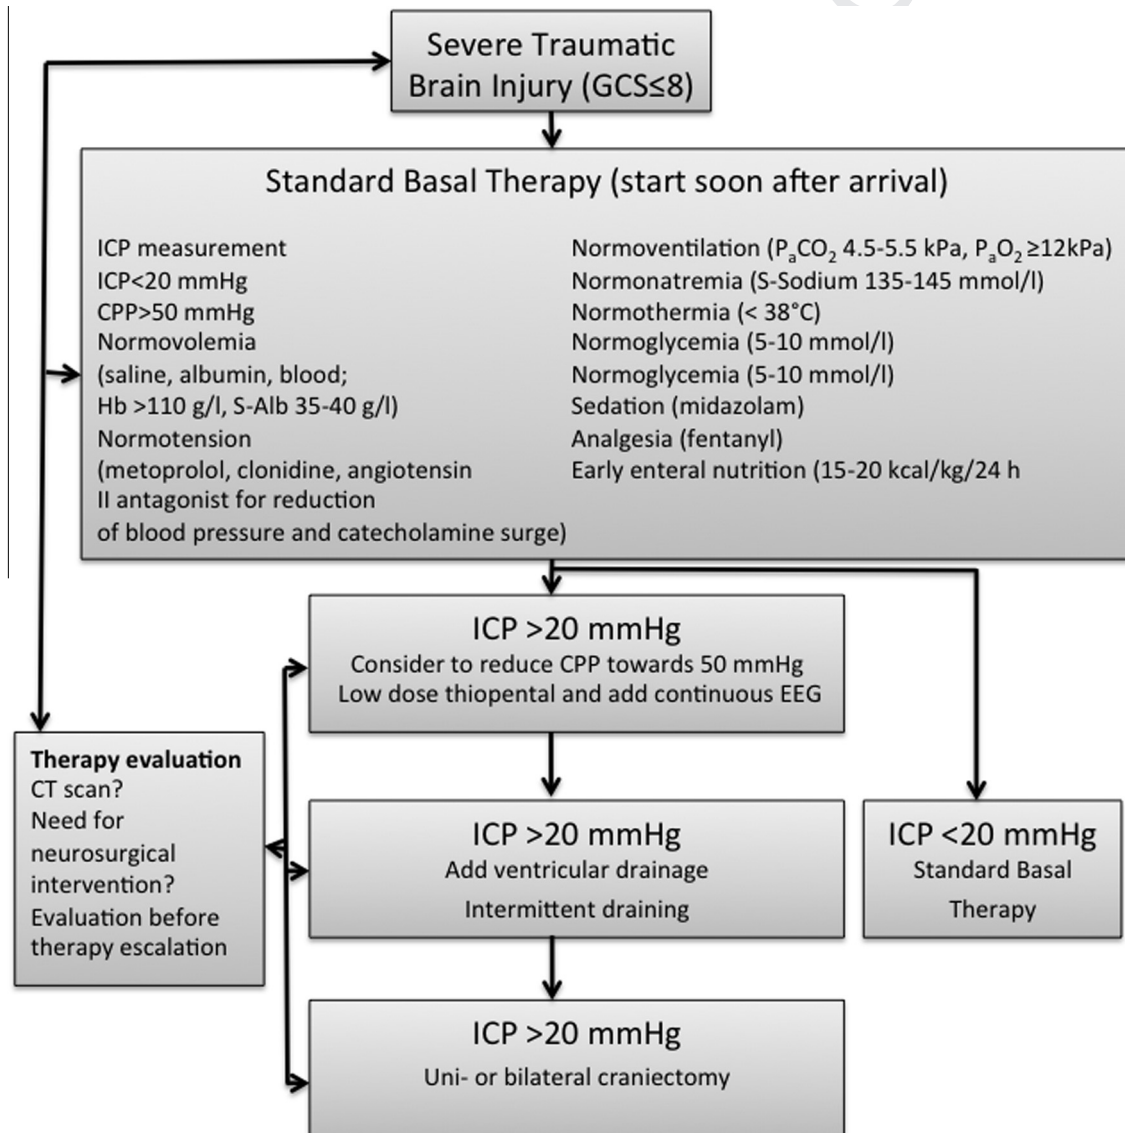 Severe Traumatic
Brain Injury (GCS≤8)
Standard Basal Therapy (start soon after arrival)
ICP measurement
ICP<20 mmHg
CPP>50 mmHg
Normovolemia
(saline, albumin, blood;
Hb >110 g/l, S-Alb 35-40 g/l)
Normotension
(metoprolol, clonidine, angiotensin
II antagonist for reduction
of blood pressure and catecholamine surge)
Normoventilation (PaCO2 4.5-5.5 kPa, PaO2 ≥12kPa)
Normonatremia (S-Sodium 135-145 mmol/l)
Normothermia (< 38°C)
Normoglycemia (5-10 mmol/l)
Normoglycemia (5-10 mmol/l)
Sedation (midazolam)
Analgesia (fentanyl)
Early enteral nutrition (15-20 kcal/kg/24 h
ICP >20 mmHg
Consider to reduce CPP towards 50 mmHg
Low dose thiopental and add continuous EEG
Therapy evaluation
CT scan?
Need for
neurosurgical
intervention?
Evaluation before
therapy escalation
ICP >20 mmHg
Add ventricular drainage
Intermittent draining
ICP <20 mmHg
Standard Basal
Therapy
ICP >20 mmHg
Uni- or bilateral craniectomy